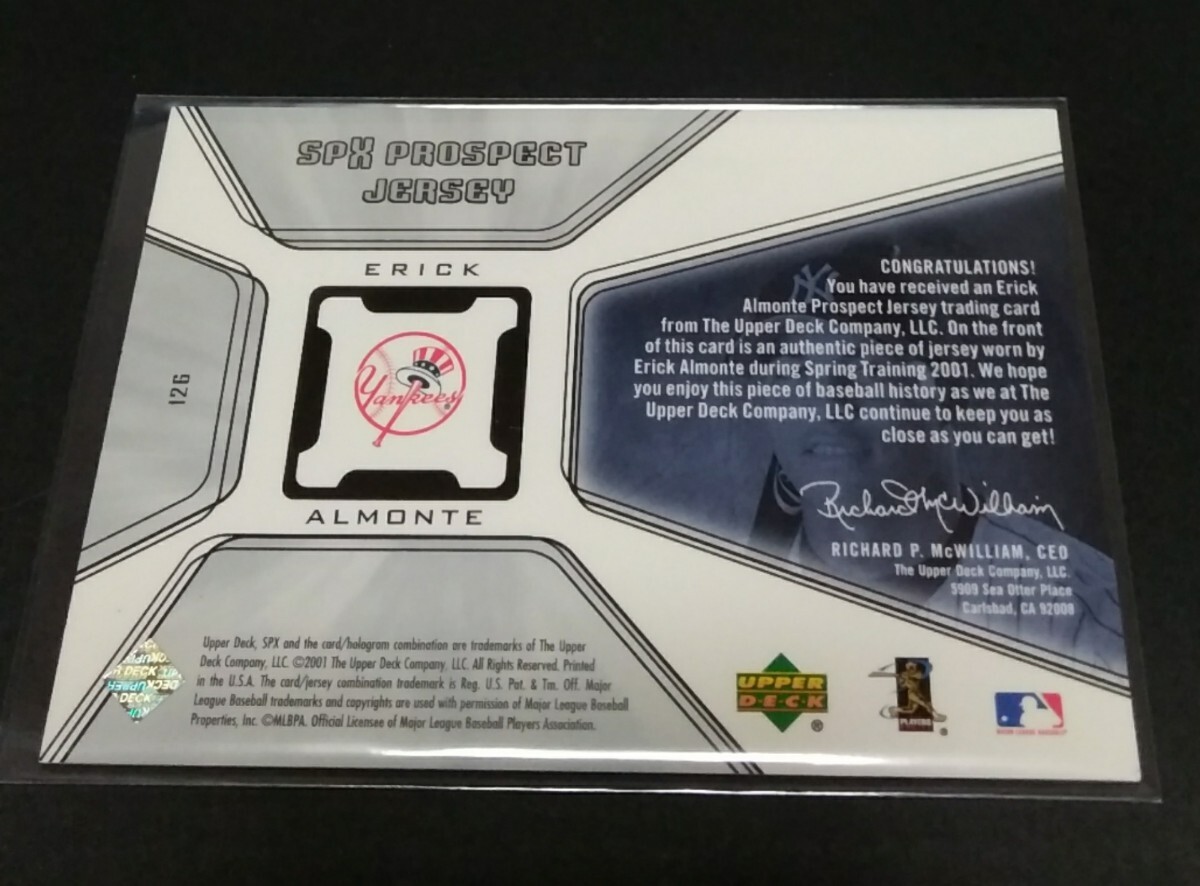 SPX PROSPECT
JERSEY
ERICK
Yankees
ALMONTE
126
CONGRATULATIONS!
You have received an Erick
Almonte Prospect Jersey trading card
from The Upper Deck Company, LLC. On the front
of this card is an authentic piece of jersey worn by
Erick Almonte during Spring Training 2001. We hope
you enjoy this piece of baseball history as we at The
Upper Deck Company, LLC continue to keep you as
close as you can get!
Richard P McWilliam
RICHARD P. McWILLIAM, CEO
The Upper Deck Company, LLC.
5909 Sea Otter Place
Carlsbad, CA 92008
Upper Deck, SPX and the card/hologram combination are trademarks of The Upper
Deck Company, LLC. ©2001 The Upper Deck Company, LLC. All Rights Reserved. Printed
in the U.S.A. The card/jersey combination trademark is Reg. U.S. Pat. & Tm. Off. Major
League Baseball trademarks and copyrights are used with permission of Major League Baseball
Properties, Inc. ©MLBPA. Official Licensee of Major League Baseball Players Association.
UPPER
DECK
®
PLAYERS
®
NY
DECK